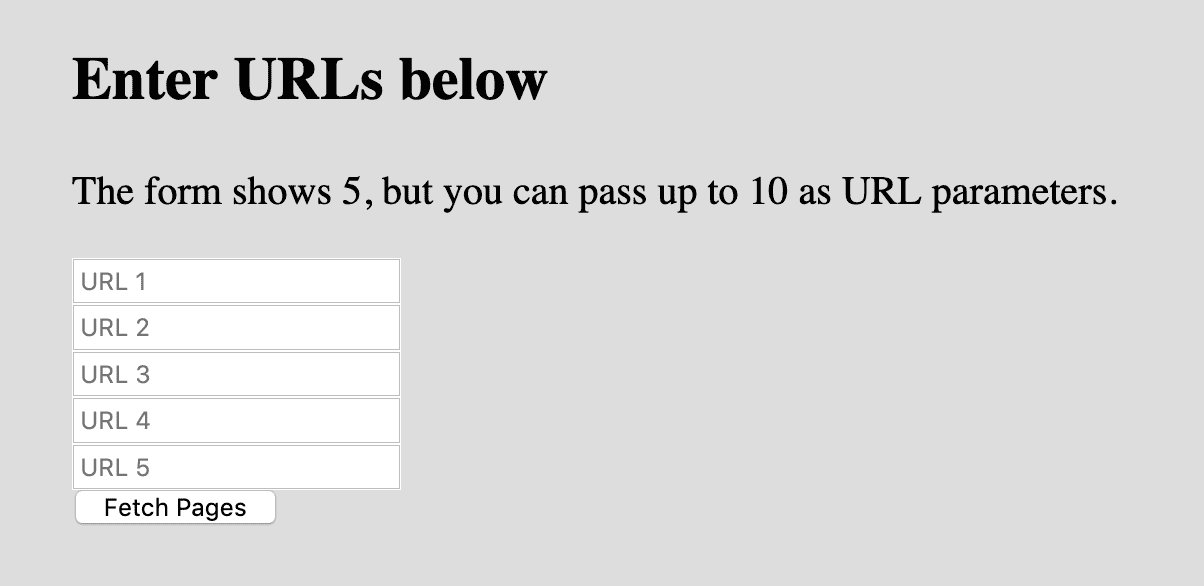 Enter URLs below
The form shows 5, but you can pass up to 10 as URL parameters.
URL 1
URL 2
URL 3
URL 4
URL 5
Fetch Pages